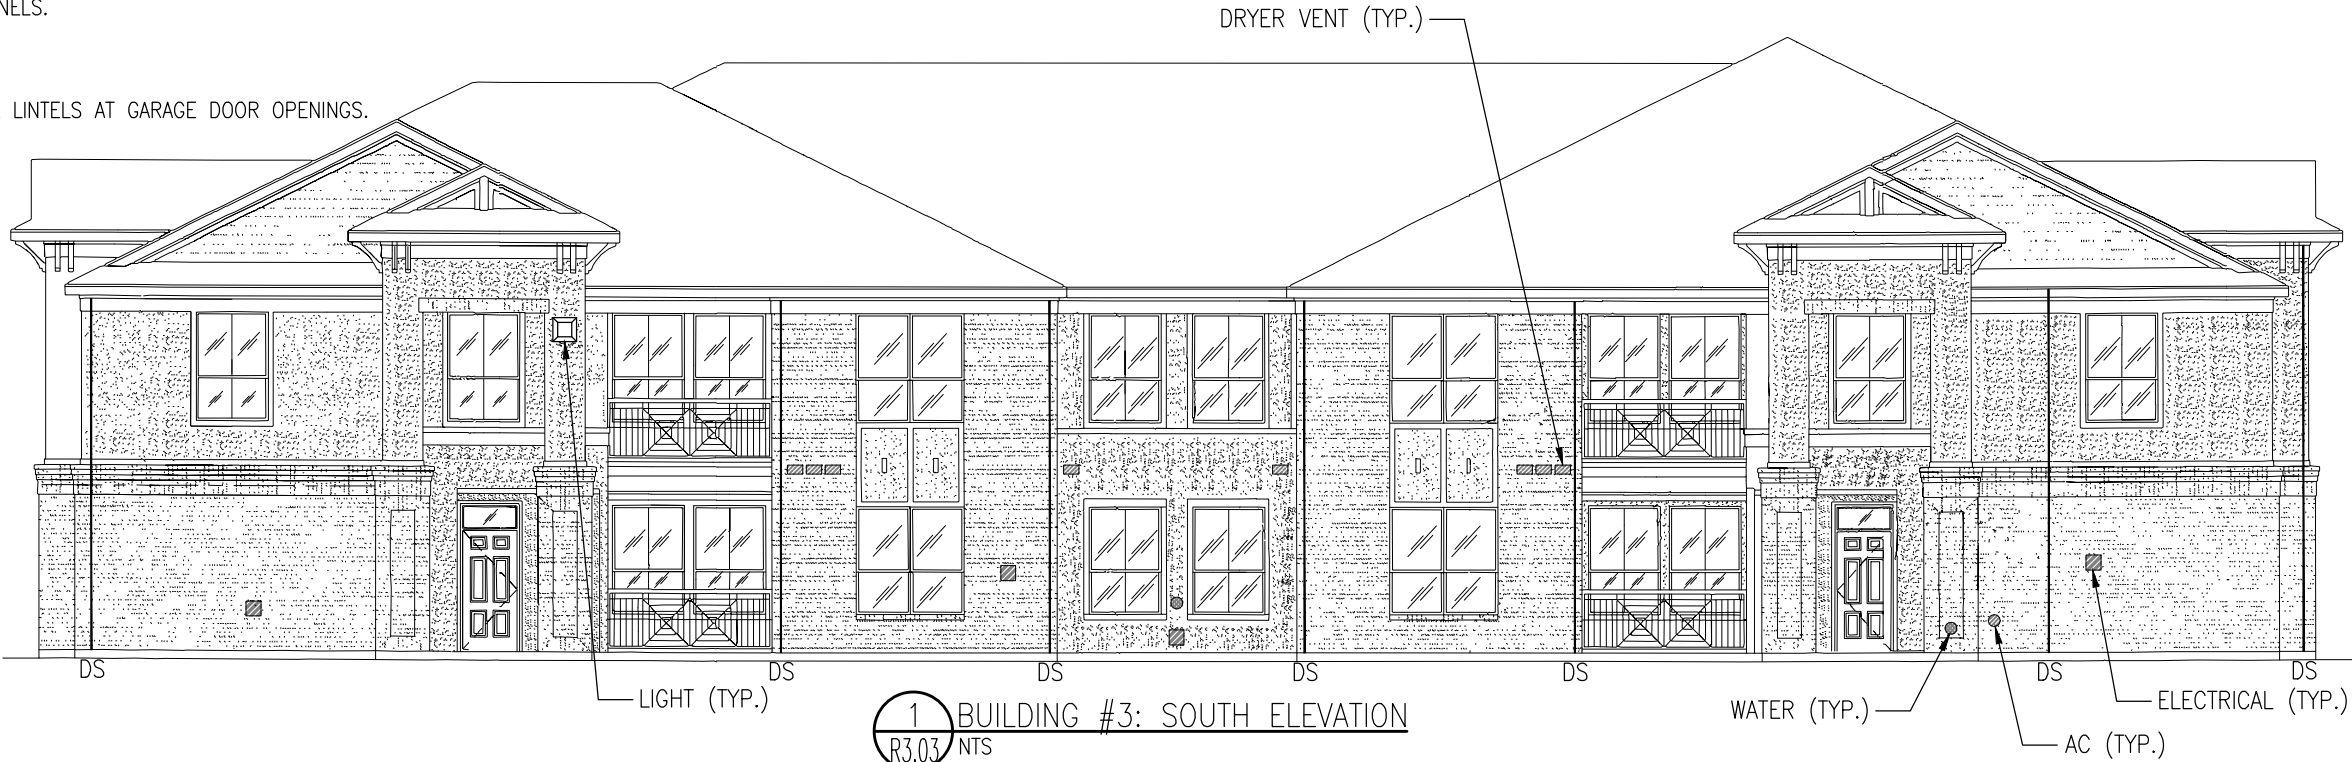 NELS.
DRYER VENT (TYP.)
LINTELS AT GARAGE DOOR OPENINGS.
DS DS DS DS DS DS DS
LIGHT (TYP.)
WATER (TYP.)
ELECTRICAL (TYP.)
AC (TYP.)
1
BUILDING #3: SOUTH ELEVATION
R3.03
NTS